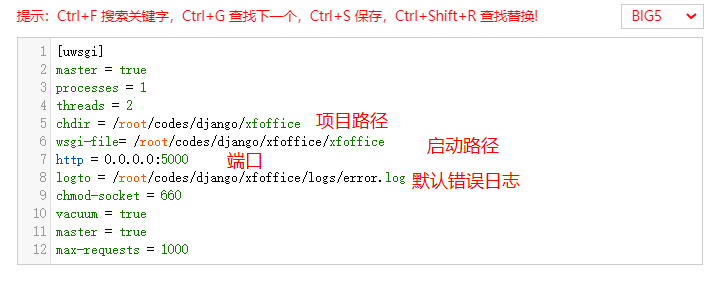 提示：Ctrl+F 搜索关键字，Ctrl+G 查找下一个，Ctrl+S 保存，Ctrl+Shift+R 查找替换!
BIG5
1 [uwsgi]
2 master = true
3 processes = 1
4 threads = 2
5 chdir = /root/codes/django/xfoffice 项目路径
6 wsgi-file= /root/codes/django/xfoffice/xfoffice 启动路径
7 http = 0.0.0.0:5000 端口
8 logto = /root/codes/django/xfoffice/logs/error.log 默认错误日志
9 chmod-socket = 660
10 vacuum = true
11 master = true
12 max-requests = 1000